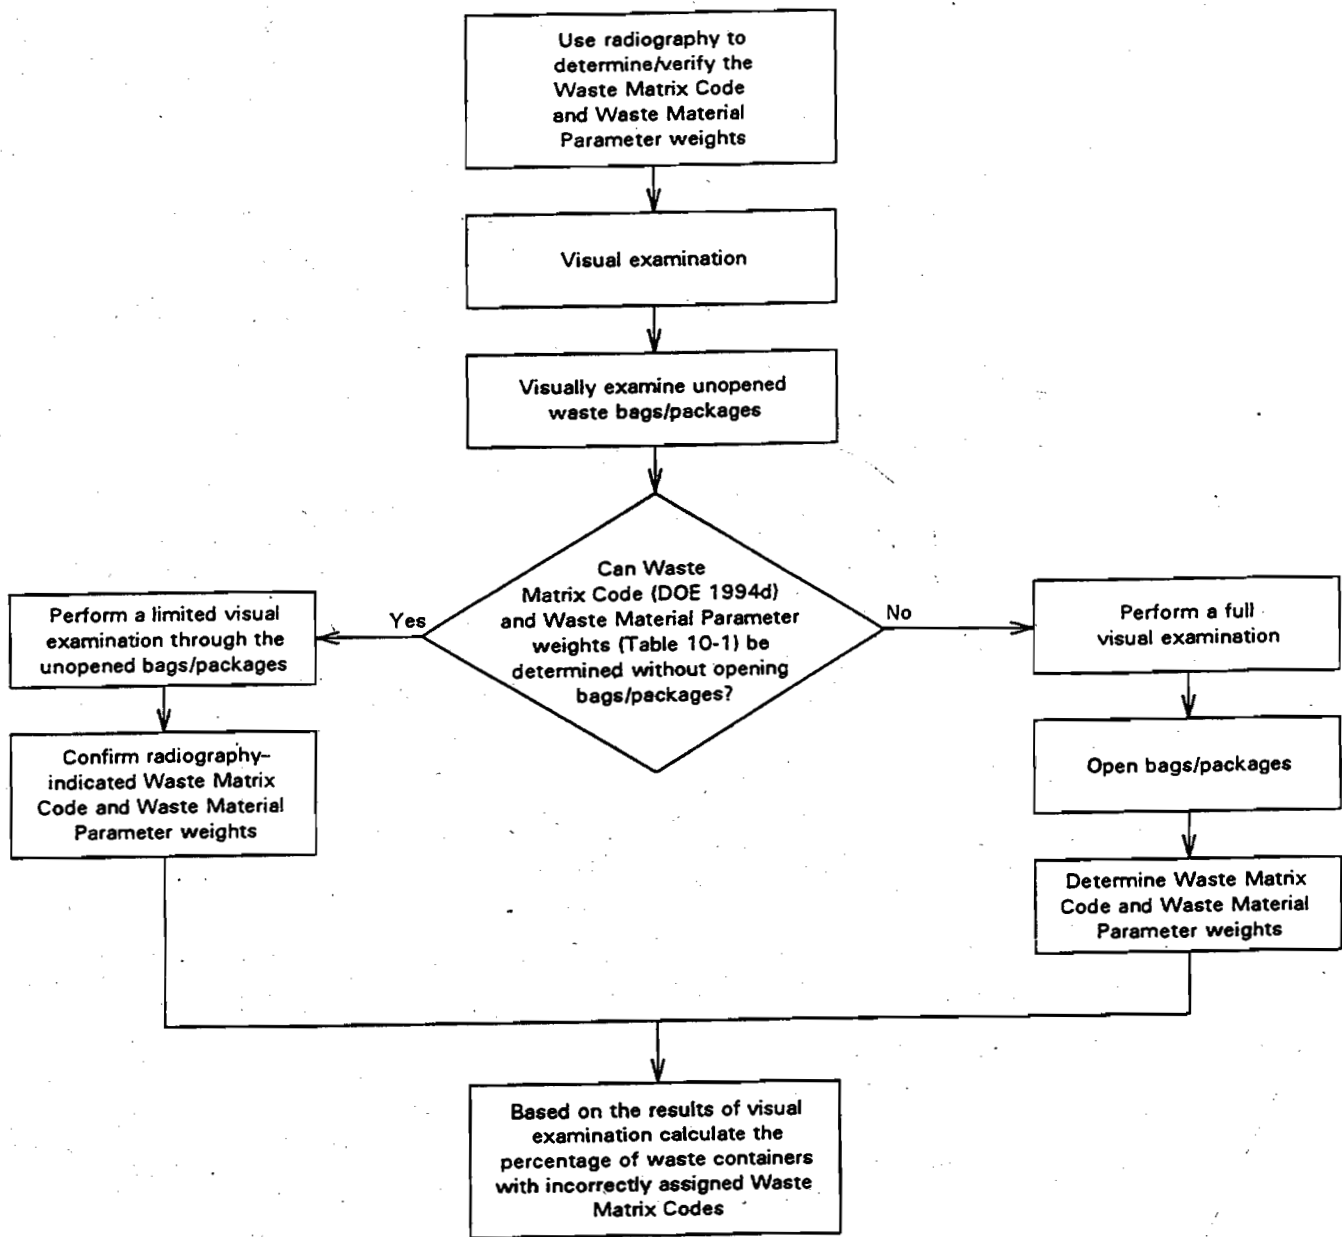 Use radiography to
determine/verify the
Waste Matrix Code
and Waste Material
Parameter weights
Visual examination
Visually examine unopened
waste bags/packages
Can Waste
Matrix Code (DOE 1994d)
and Waste Material Parameter
weights (Table 10-1) be
determined without opening
bags/packages?
Yes
No
Perform a limited visual
examination through the
unopened bags/packages
Confirm radiography-
indicated Waste Matrix
Code and Waste Material
Parameter weights
Perform a full
visual examination
Open bags/packages
Determine Waste Matrix
Code and Waste Material
Parameter weights
Based on the results of visual
examination calculate the
percentage of waste containers
with incorrectly assigned Waste
Matrix Codes